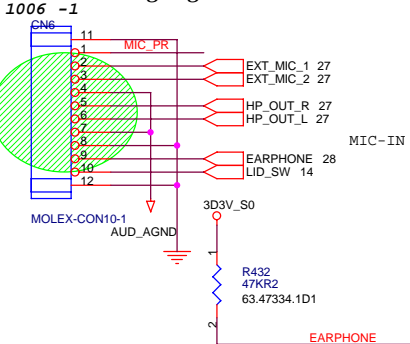 1006 -1
CN6
11
1
MIC_PR
2
EXT_MIC_1 27
3
EXT_MIC_2 27
4
5
HP_OUT_R 27
6
HP_OUT_L 27
7
8
MIC-IN
9
EARPHONE 28
10
LID_SW 14
12
MOLEX-CON10-1
AUD_AGND
3D3V_S0
1
R432
47KR2
63.47334.1D1
2
EARPHONE